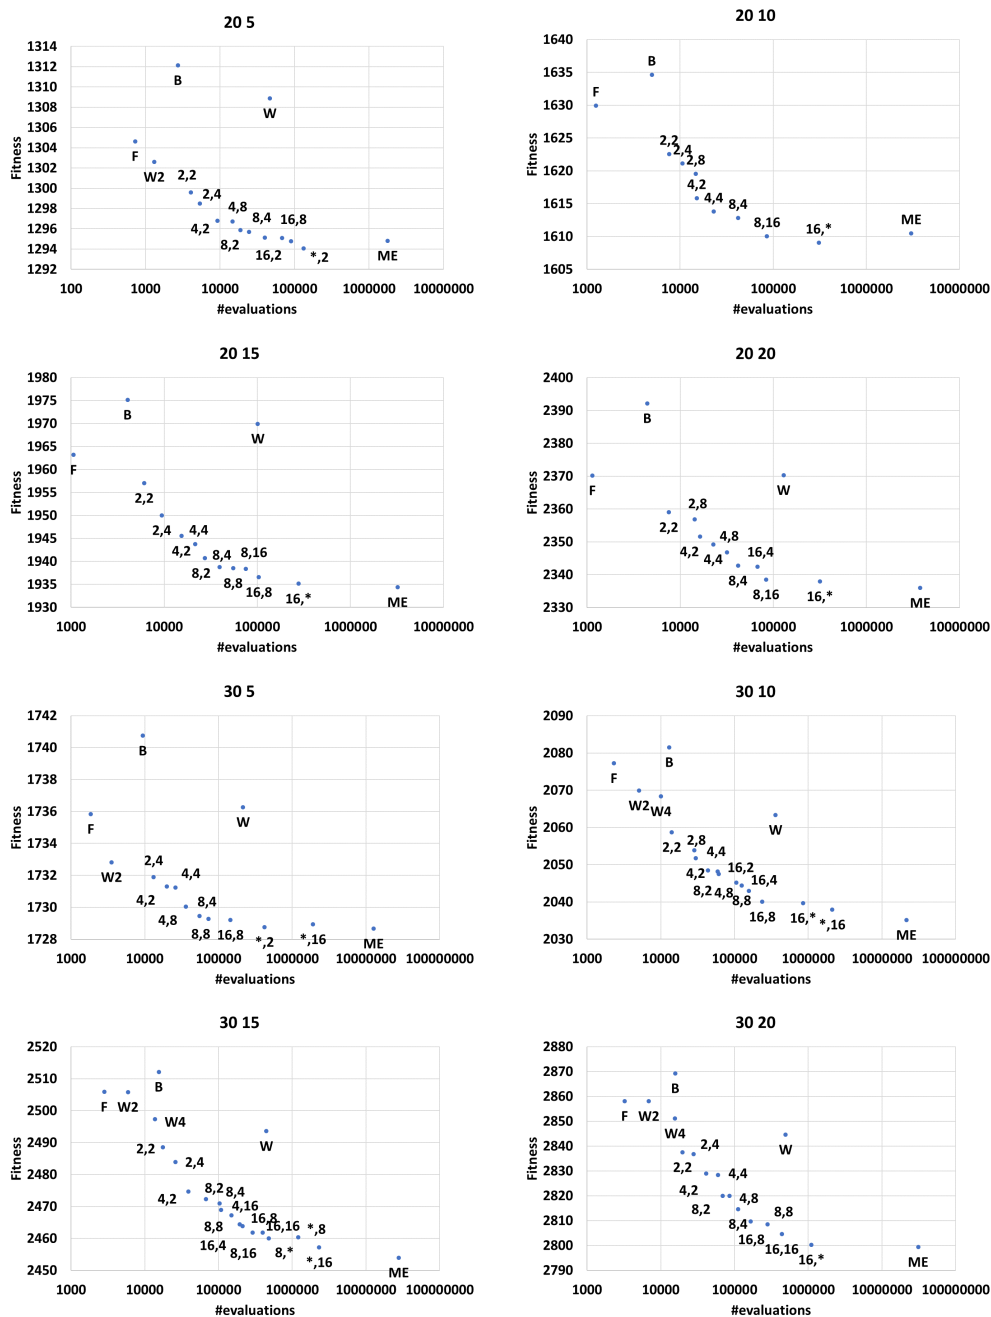 20 5
Fitness
1314
1312
1310
1308
1306
1304
1302
1300
1298
1296
1294
1292
B
W
F
W2
2,2
2,4
4,8
4,2
8,4
16,8
8,2
16,2
*,2
ME
100 1000 10000 100000 1000000 10000000
#evaluations
20 10
Fitness
1640
1635
1630
1625
1620
1615
1610
1605
B
F
2,2
2,4
2,8
4,2
4,4
8,4
8,16
16,*
ME
1000 10000 100000 1000000 10000000
#evaluations
20 15
Fitness
1980
1975
1970
1965
1960
1955
1950
1945
1940
1935
1930
B
W
F
2,2
2,4
4,4
4,2
8,4
8,16
8,2
8,8
16,8
16,*
ME
1000 10000 100000 1000000 10000000
#evaluations
20 20
Fitness
2400
2390
2380
2370
2360
2350
2340
2330
B
F
W
2,8
2,2
4,2
4,8
4,4
16,4
8,4
8,16
16,*
ME
1000 10000 100000 1000000 10000000
#evaluations
30 5
Fitness
1742
1740
1738
1736
1734
1732
1730
1728
B
F
W
W2
2,4
4,4
4,2
8,4
4,8
8,8
16,8
*,2
*,16
ME
1000 10000 100000 1000000 10000000 100000000
#evaluations
30 10
Fitness
2090
2080
2070
2060
2050
2040
2030
B
F
W2
W4
W
2,2
2,8
4,4
4,2
16,2
8,2
4,8
16,4
8,8
16,8
16,*
*,16
ME
1000 10000 100000 1000000 10000000 100000000
#evaluations
30 15
Fitness
2520
2510
2500
2490
2480
2470
2460
2450
B
F
W2
W4
W
2,2
2,4
4,2
8,2
8,4
4,16
8,8
16,8
16,16
*,8
16,4
8,16
8,*
*,16
ME
1000 10000 100000 1000000 10000000 100000000
#evaluations
30 20
Fitness
2880
2870
2860
2850
2840
2830
2820
2810
2800
2790
B
F
W2
W4
W
2,4
2,2
4,4
4,2
4,8
8,2
8,8
8,4
16,8
16,16
16,*
ME
1000 10000 100000 1000000 10000000 100000000
#evaluations